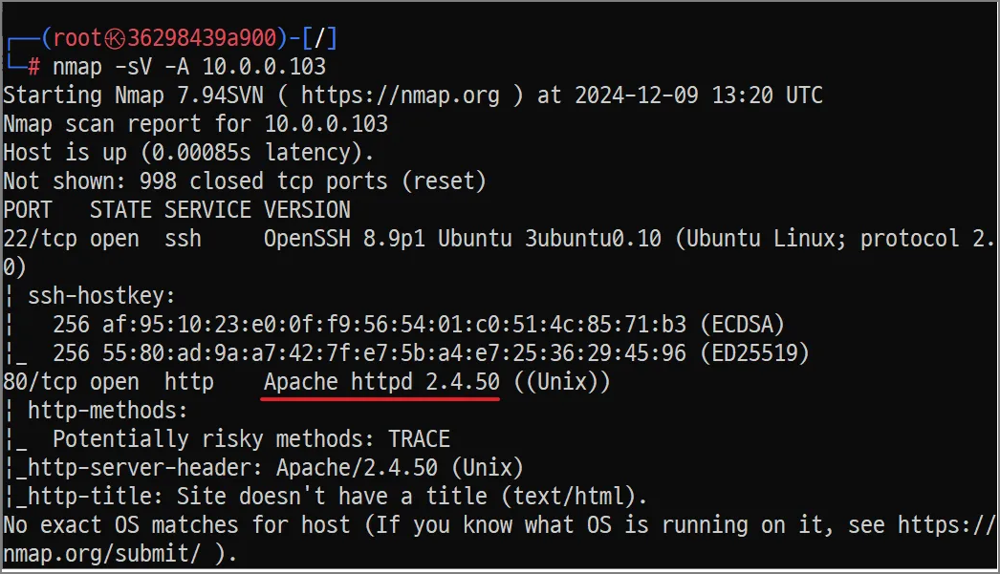 ┌──(root㉿36298439a900)-[/]
└─# nmap -sV -A 10.0.0.103
Starting Nmap 7.94SVN ( https://nmap.org ) at 2024-12-09 13:20 UTC
Nmap scan report for 10.0.0.103
Host is up (0.00085s latency).
Not shown: 998 closed tcp ports (reset)
PORT   STATE SERVICE VERSION
22/tcp open  ssh     OpenSSH 8.9p1 Ubuntu 3ubuntu0.10 (Ubuntu Linux; protocol 2.
0)
¦ ssh-hostkey:
¦   256 af:95:10:23:e0:0f:f9:56:54:01:c0:51:4c:85:71:b3 (ECDSA)
¦_  256 55:80:ad:9a:a7:42:7f:e7:5b:a4:e7:25:36:29:45:96 (ED25519)
80/tcp open  http    Apache httpd 2.4.50 ((Unix))
¦ http-methods:
¦_  Potentially risky methods: TRACE
¦_http-server-header: Apache/2.4.50 (Unix)
¦_http-title: Site doesn't have a title (text/html).
No exact OS matches for host (If you know what OS is running on it, see https://
nmap.org/submit/ ).